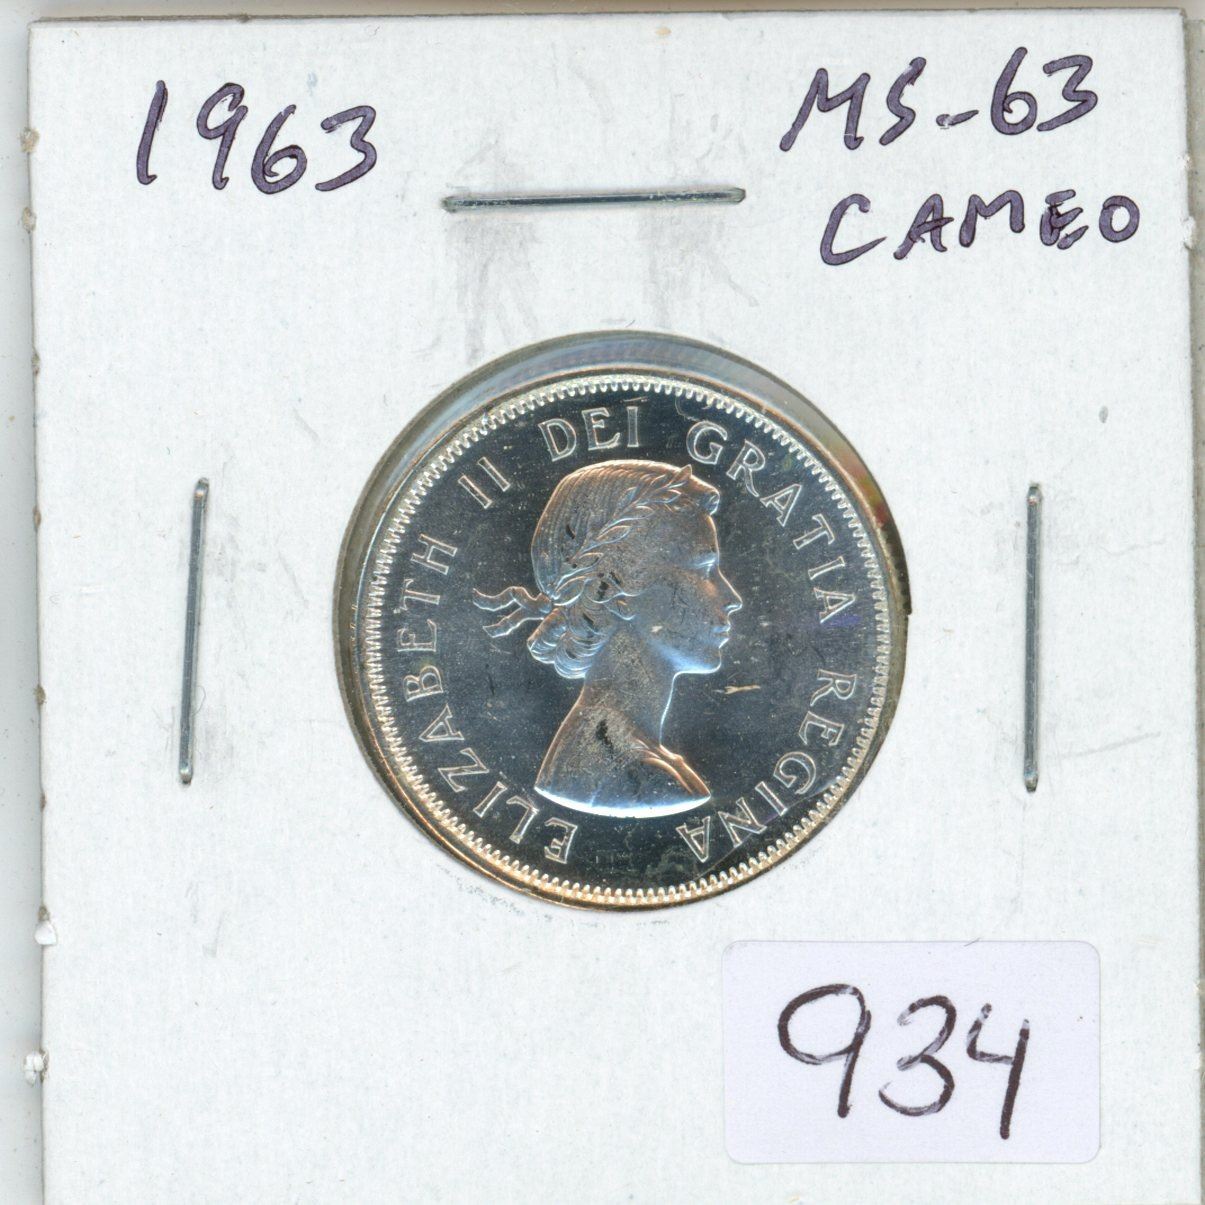 1963
MS-63
CAMEO
ELIZABETH II DEI GRATIA REGINA
934